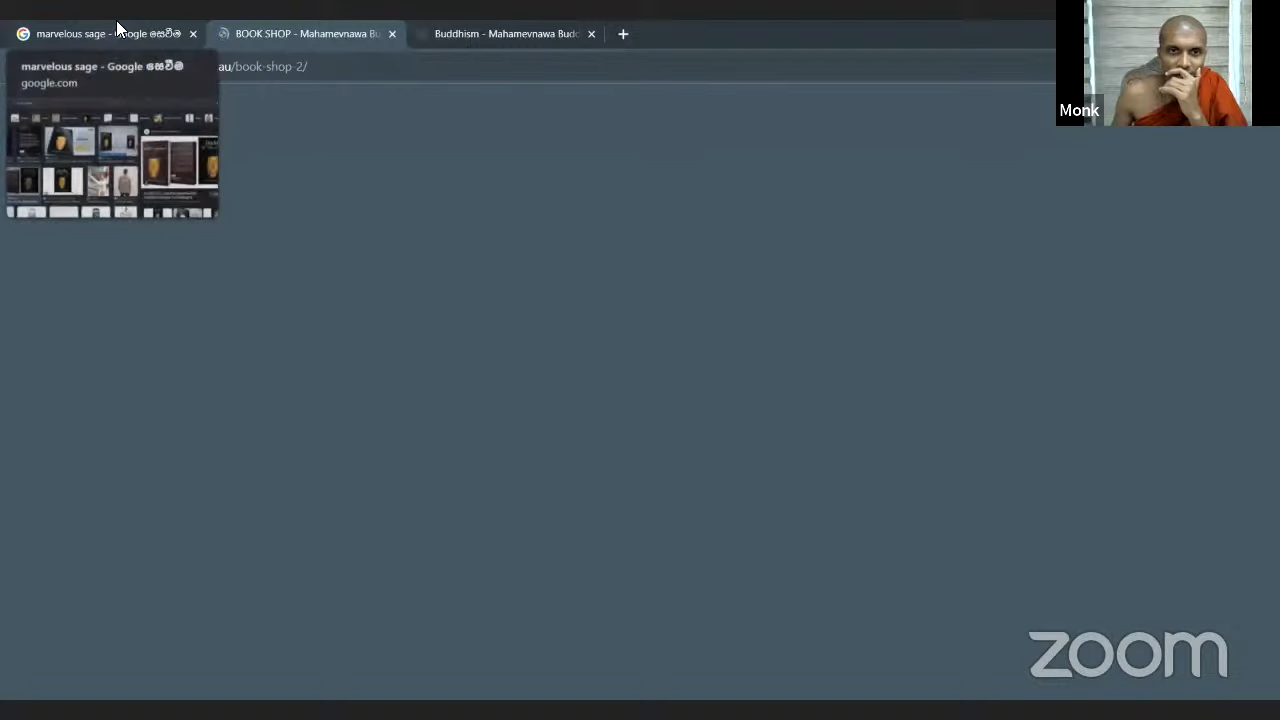 marvelous sage - Google සෙවීම
BOOK SHOP - Mahamevnawa Bu
Buddhism - Mahamevnawa Budd
marvelous sage - Google සෙවීම
google.com
au/book-shop-2/
Monk
zoom